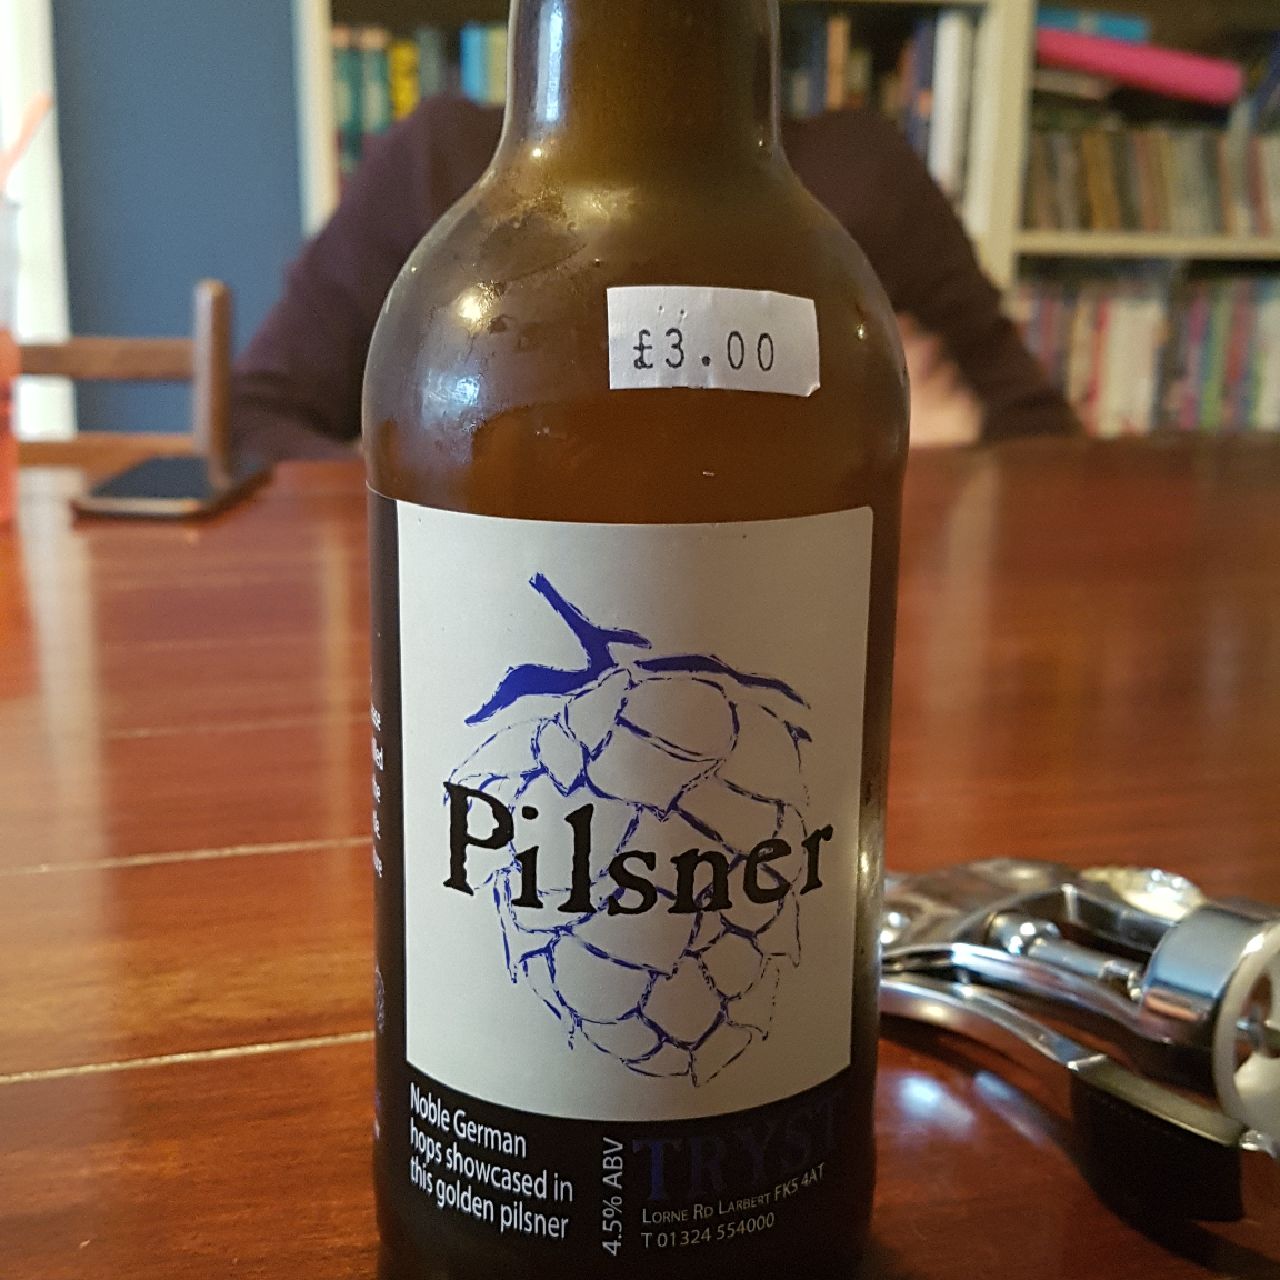 £3.00
Pilsner
Noble German
hops showcased in
this golden pilsner
4.5% ABV
TRYST
LORNE RD LARBERT FK5 4AT
T 01324 554000